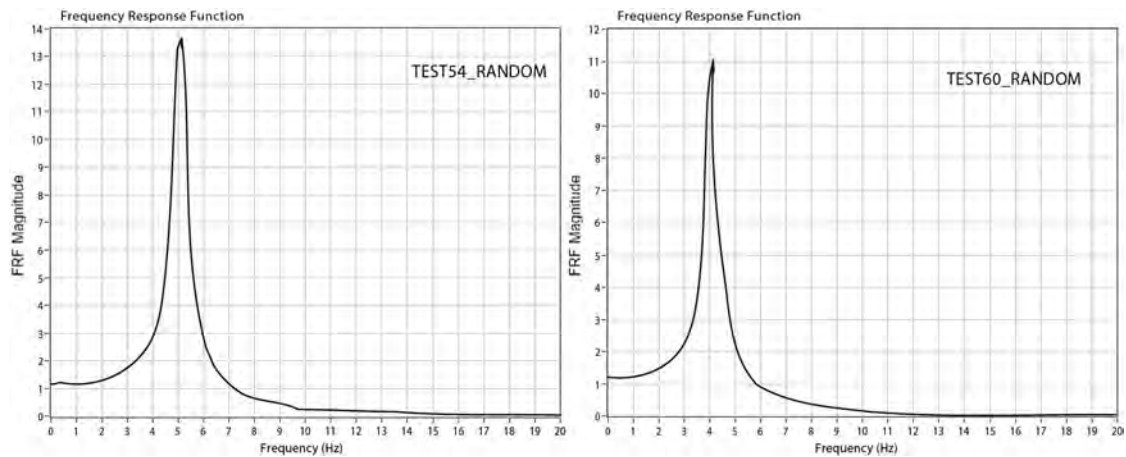 Frequency Response Function
TEST54_RANDOM
FRF Magnitude
14
13
12
11
10
9
8
7
6
5
4
3
2
1
0
0 1 2 3 4 5 6 7 8 9 10 11 12 13 14 15 16 17 18 19 20
Frequency (Hz)
Frequency Response Function
TEST60_RANDOM
FRF Magnitude
12
11
10
9
8
7
6
5
4
3
2
1
0
0 1 2 3 4 5 6 7 8 9 10 11 12 13 14 15 16 17 18 19 20
Frequency (Hz)